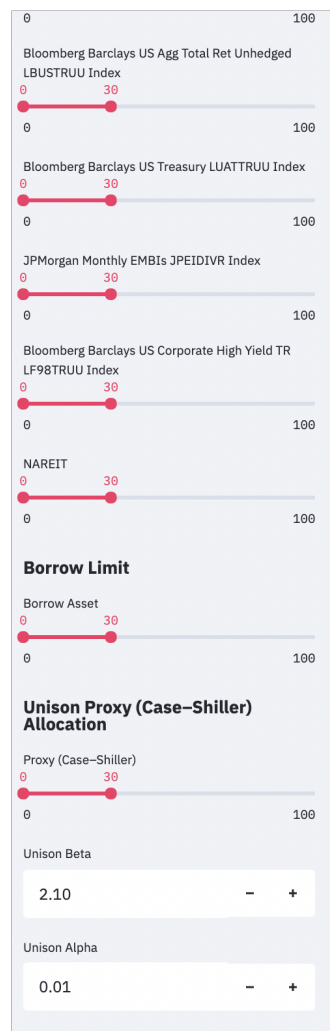 0 100
Bloomberg Barclays US Agg Total Ret Unhedged
LBUSTRUU Index
0 30
0 100
Bloomberg Barclays US Treasury LUATTRUU Index
0 30
0 100
JPMorgan Monthly EMBIs JPEIDIVR Index
0 30
0 100
Bloomberg Barclays US Corporate High Yield TR
LF98TRUU Index
0 30
0 100
NAREIT
0 30
0 100
Borrow Limit
Borrow Asset
0 30
0 100
Unison Proxy (Case–Shiller)
Allocation
Proxy (Case–Shiller)
0 30
0 100
Unison Beta
2.10 − +
Unison Alpha
0.01 − +